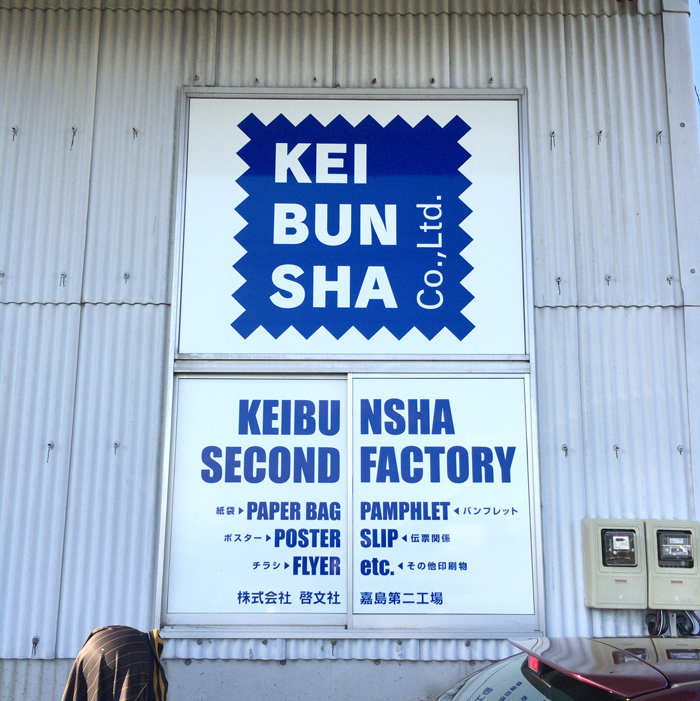 KEI
BUN
SHA
Co.,Ltd.
KEIBU NSHA
SECOND FACTORY
紙袋▶PAPER BAG PAMPHLET◀パンフレット
ポスター▶POSTER SLIP◀伝票関係
チラシ▶FLYER etc.◀その他印刷物
株式会社 啓文社 嘉島第二工場